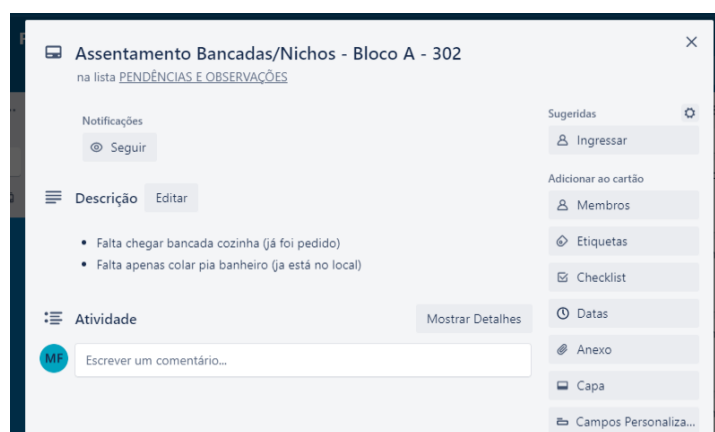 Assentamento Bancadas/Nichos - Bloco A - 302
na lista PENDÊNCIAS E OBSERVAÇÕES
Notificações
Seguir
Descrição
Editar
Falta chegar bancada cozinha (já foi pedido)
Falta apenas colar pia banheiro (ja está no local)
Atividade
Mostrar Detalhes
MF
Escrever um comentário...
Sugeridas
Ingressar
Adicionar ao cartão
Membros
Etiquetas
Checklist
Datas
Anexo
Capa
Campos Personaliza...